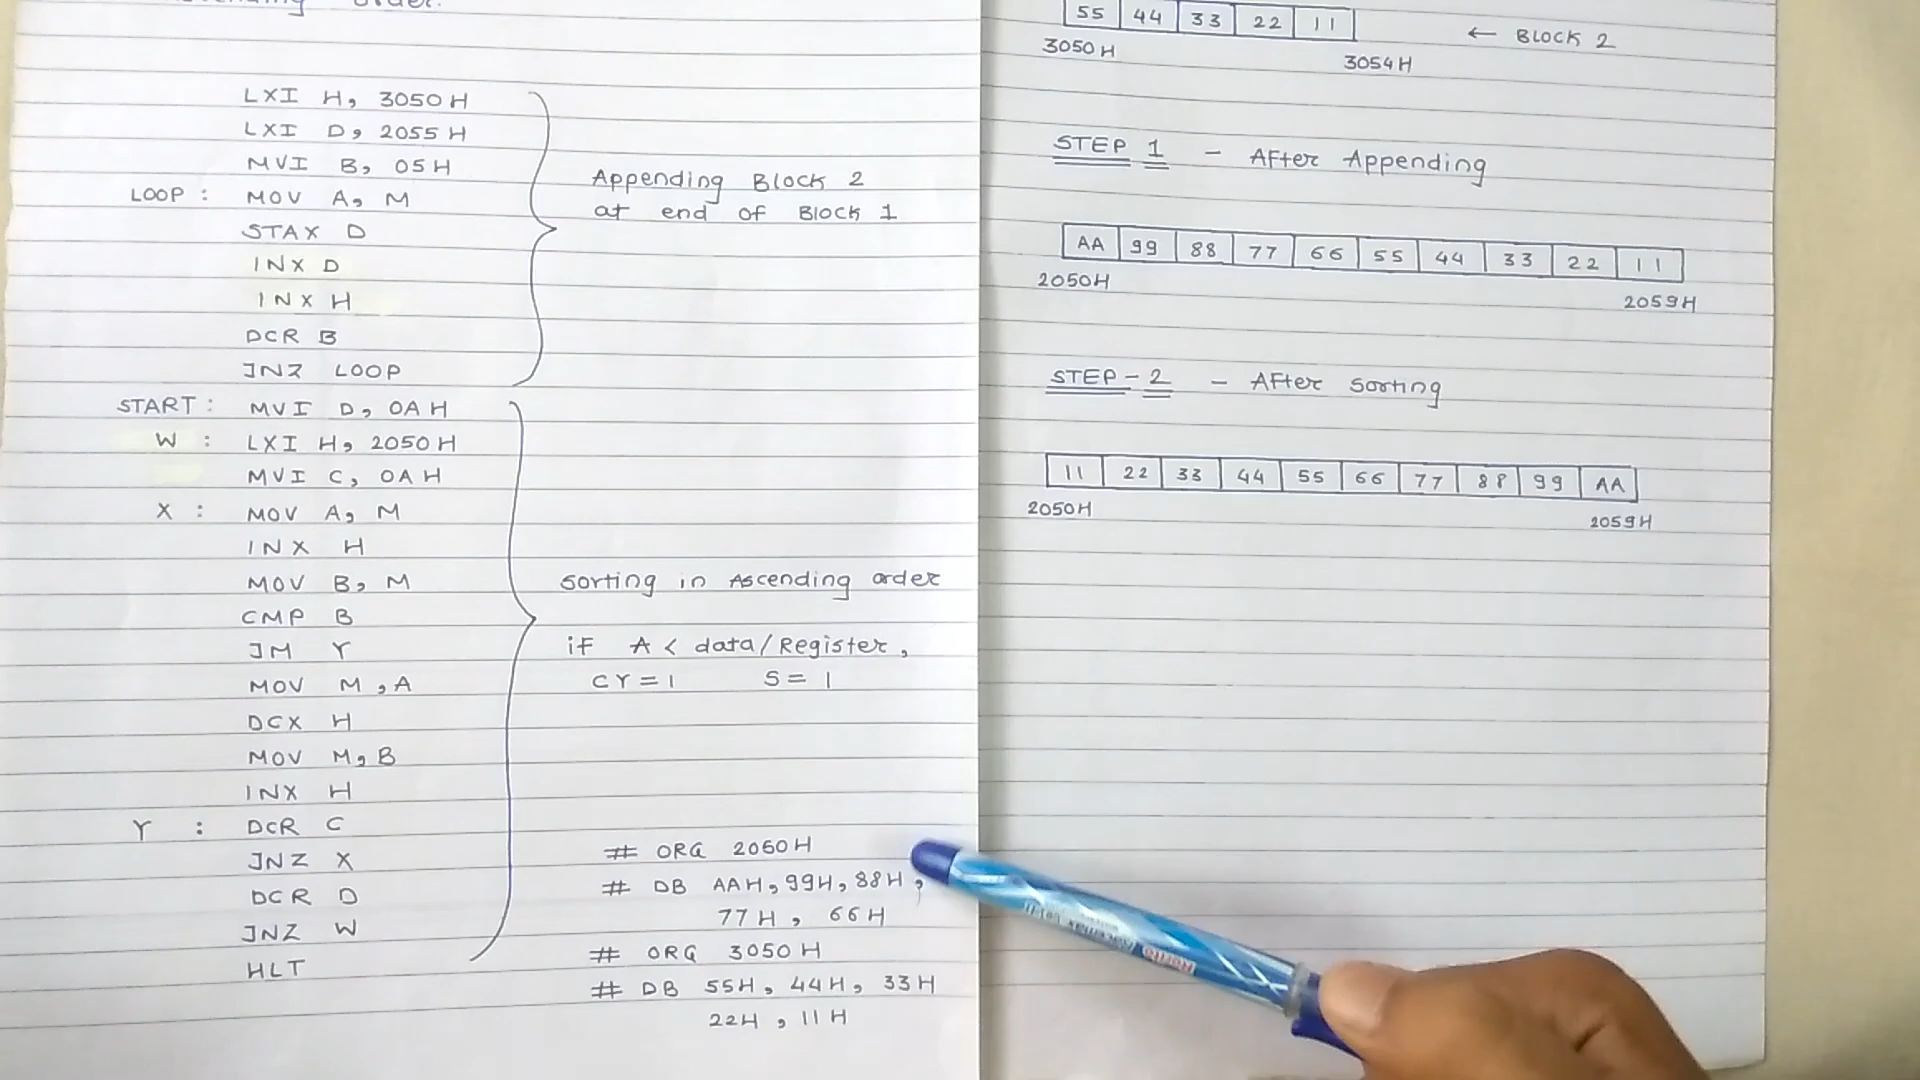 order.
LXI H, 3050H
LXI D, 2055H
MVI B, 05H
LOOP : MOV A, M
STAX D
INX D
INX H
DCR B
JNZ LOOP
Appending Block 2
at end of Block 1
START : MVI D, 0AH
W : LXI H, 2050H
MVI C, 0AH
X : MOV A, M
INX H
MOV B, M
CMP B
JM Y
MOV M, A
DCX H
MOV M, B
INX H
Y : DCR C
JNZ X
DCR D
JNZ W
HLT
Sorting in Ascending order
if A < data/Register,
CY=1 S=1
# ORG 2050H
# DB AAH, 99H, 88H,
77H, 66H
# ORG 3050H
# DB 55H, 44H, 33H
22H, 11H
55 44 33 22 11
← BLOCK 2
3050H 3054H
STEP 1 - After Appending
AA 99 88 77 66 55 44 33 22 11
2050H 2059H
STEP-2 - After Sorting
11 22 33 44 55 66 77 88 99 AA
2050H 2059H
Rorito